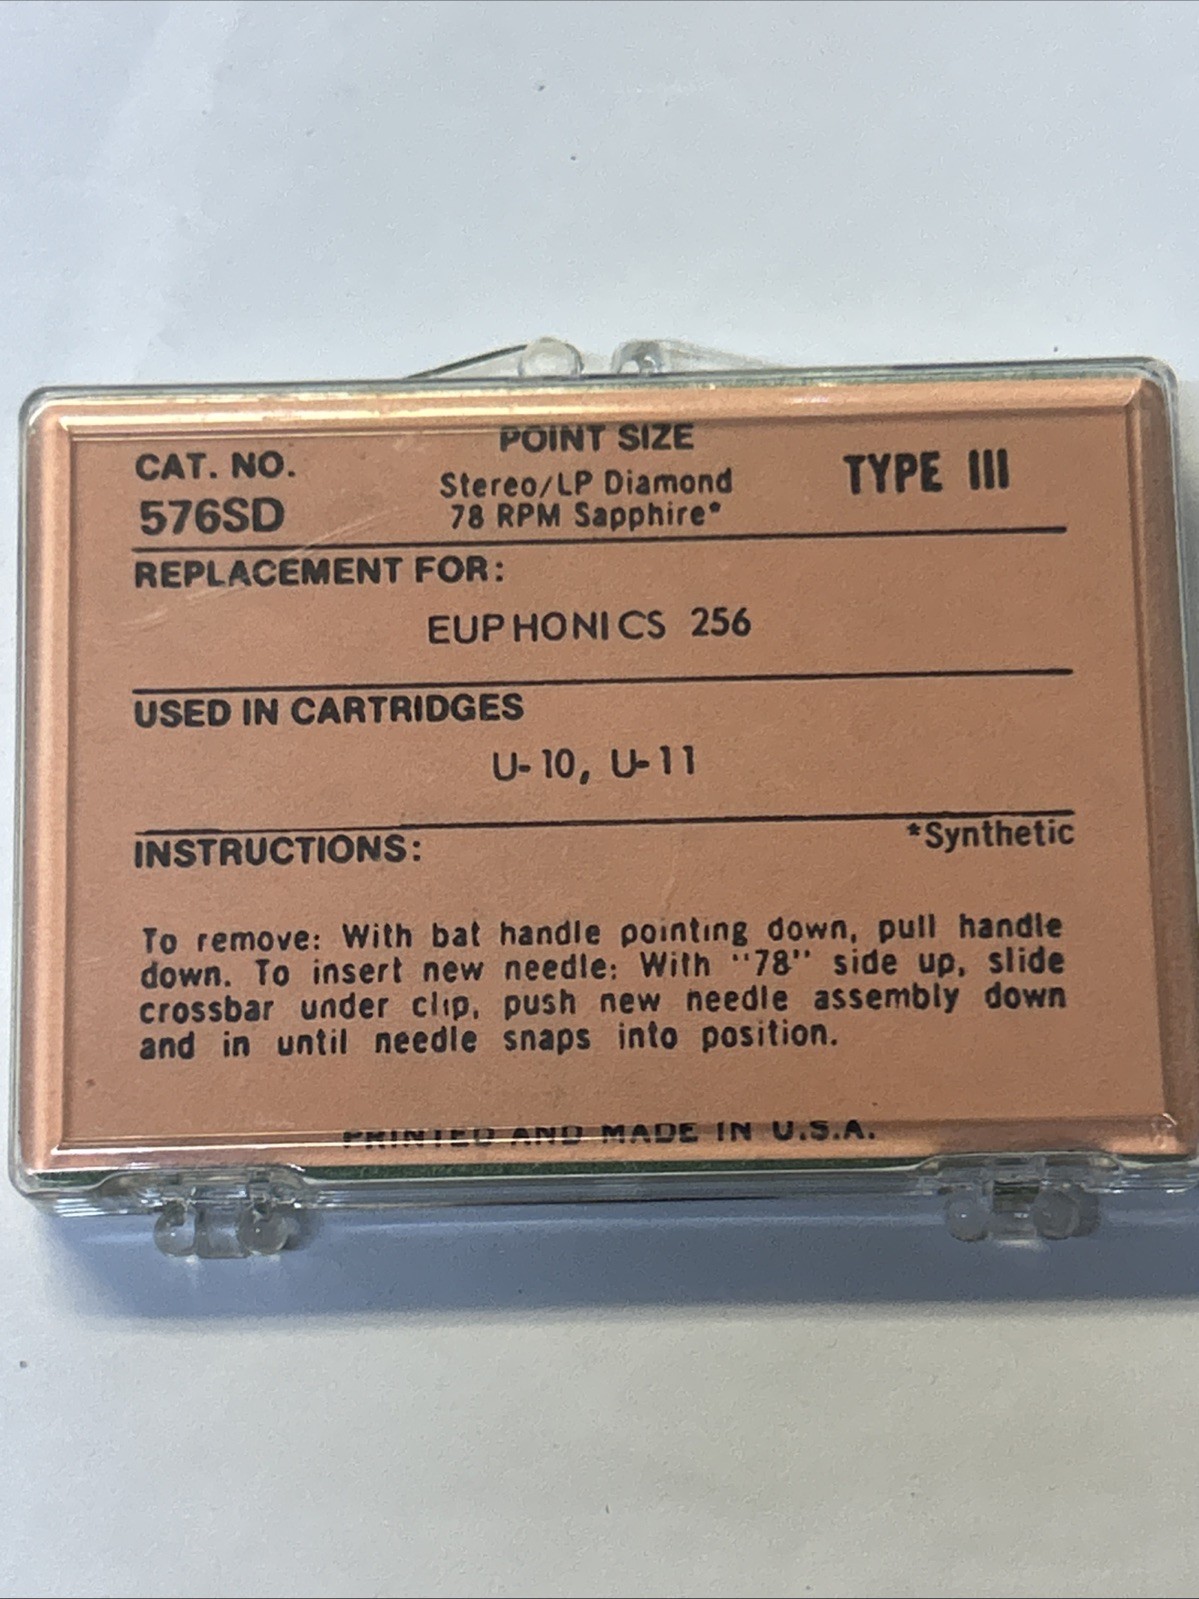 POINT SIZE
CAT. NO.
Stereo/LP Diamond
TYPE III
576SD
78 RPM Sapphire*
REPLACEMENT FOR:
EUPHONICS 256
USED IN CARTRIDGES
U-10, U-11
*Synthetic
INSTRUCTIONS:
To remove: With bat handle pointing down, pull handle
down. To insert new needle: With "78" side up, slide
crossbar under clip, push new needle assembly down
and in until needle snaps into position.
PRINTED AND MADE IN U.S.A.